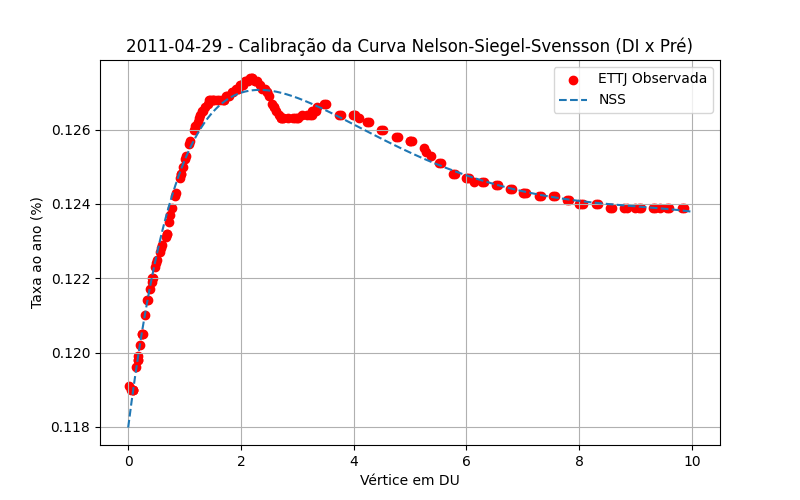 2011-04-29 - Calibração da Curva Nelson-Siegel-Svensson (DI x Pré)
ETTJ Observada
NSS
Taxa ao ano (%)
0.126
0.124
0.122
0.120
0.118
0
2
4
6
8
10
Vértice em DU